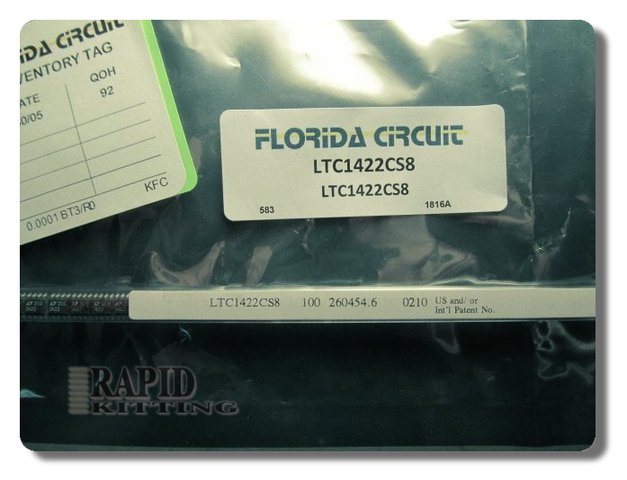 IDA CIRCUIT
VENTORY TAG
ATE
QOH
0/05
92
KFC
0.0001 BT3/R0
FLORIDA CIRCUIT
LTC1422CS8
LTC1422CS8
583
1816A
LTC1422CS8 100 260454.6 0210 US and/ or
Int'l Patent No.
RAPID
KITTING